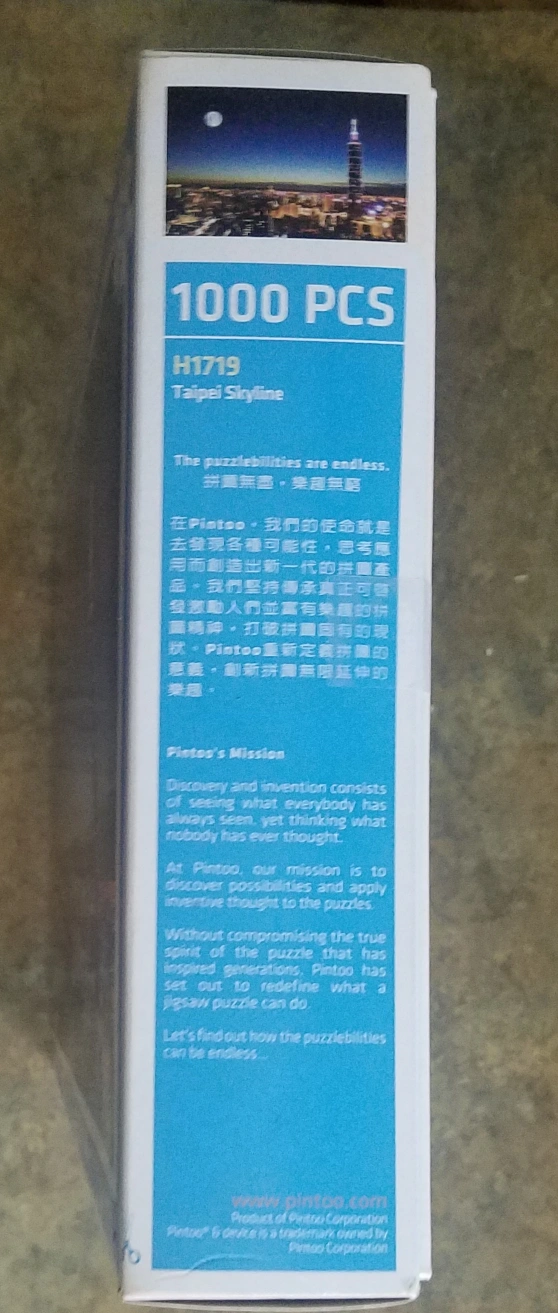 1000 PCS
H1719
Taipei Skyline
The puzzlebilities are endless.
拼圖無盡，樂趣無窮
在Pintoo，我們的使命就是
去發現各種可能性，思考應
用而創造出新一代的拼圖產
品。我們堅持傳承真正可啓
發激勵人們並富有樂趣的拼
圖精神，打破拼圖固有的現
狀。Pintoo重新定義拼圖的
意義，創新拼圖無限延伸的
樂趣。
Pintoo's Mission
Discovery and invention consists
of seeing what everybody has
always seen, yet thinking what
nobody has ever thought.
At Pintoo, our mission is to
discover possibilities and apply
inventive thought to the puzzles.
Without compromising the true
spirit of the puzzle that has
inspired generations, Pintoo has
set out to redefine what a
jigsaw puzzle can do.
Let's find out how the puzzlebilities
can be endless...
www.pintoo.com
Product of Pintoo Corporation
Pintoo® & device is a trademark owned by
Pintoo Corporation